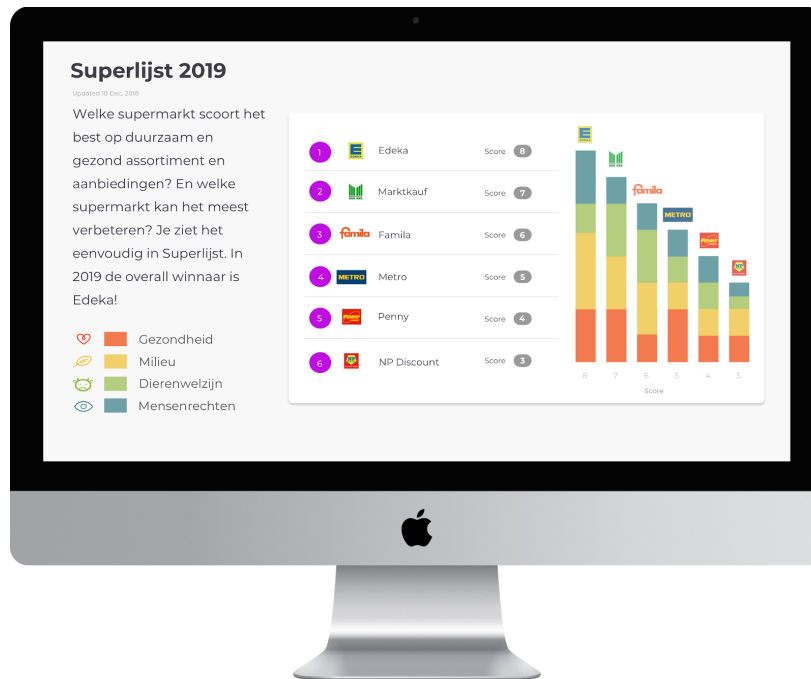 Superlijst 2019
Updated 10 Dec, 2018
Welke supermarkt scoort het
best op duurzaam en
gezond assortiment en
aanbiedingen? En welke
supermarkt kan het meest
verbeteren? Je ziet het
eenvoudig in Superlijst. In
2019 de overall winnaar is
Edeka!
Gezondheid
Milieu
Dierenwelzijn
Mensenrechten
1 E Edeka Score 8
2 Marktkauf Score 7
3 famila Famila Score 6
4 METRO Metro Score 5
5 Penny Penny Score 4
6 NP NP Discount Score 3
E
famila
METRO
Penny
NP
8 7 6 5 4 3
Score